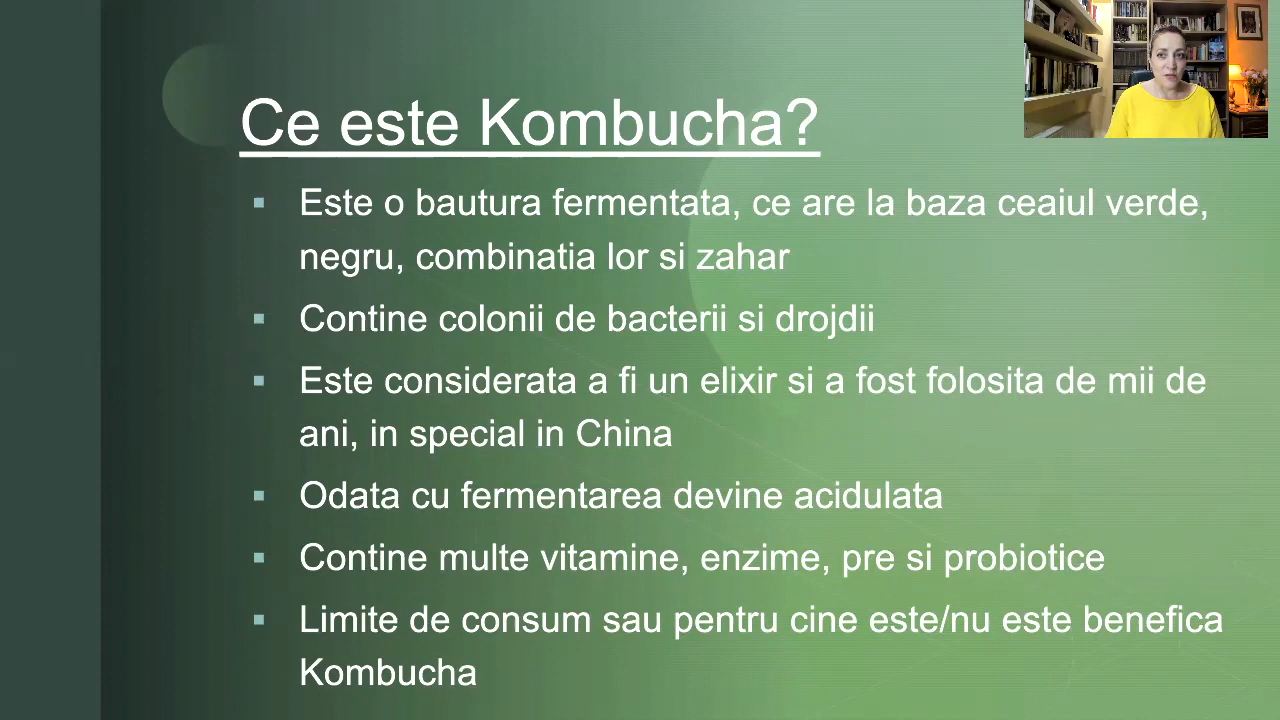 Ce este Kombucha?
Este o bautura fermentata, ce are la baza ceaiul verde,
negru, combinatia lor si zahar
Contine colonii de bacterii si drojdii
Este considerata a fi un elixir si a fost folosita de mii de
ani, in special in China
Odata cu fermentarea devine acidulata
Contine multe vitamine, enzime, pre si probiotice
Limite de consum sau pentru cine este/nu este benefica
Kombucha